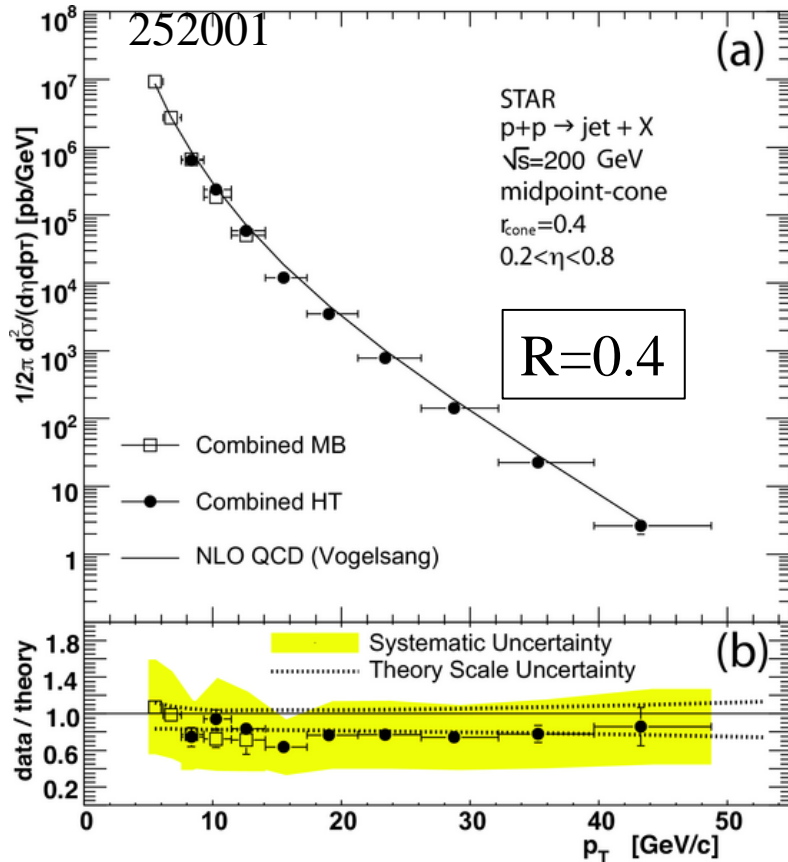 252001
(a)
10⁸
10⁷
10⁶
10⁵
10⁴
10³
10²
10
1
1/2π d²σ/(dηdp_T) [pb/GeV]
STAR
p+p → jet + X
√s=200 GeV
midpoint-cone
r_cone=0.4
0.2<η<0.8
R=0.4
Combined MB
Combined HT
NLO QCD (Vogelsang)
(b)
Systematic Uncertainty
Theory Scale Uncertainty
data / theory
1.8
1.4
1.0
0.6
0.2
0 10 20 30 40 50
p_T [GeV/c]